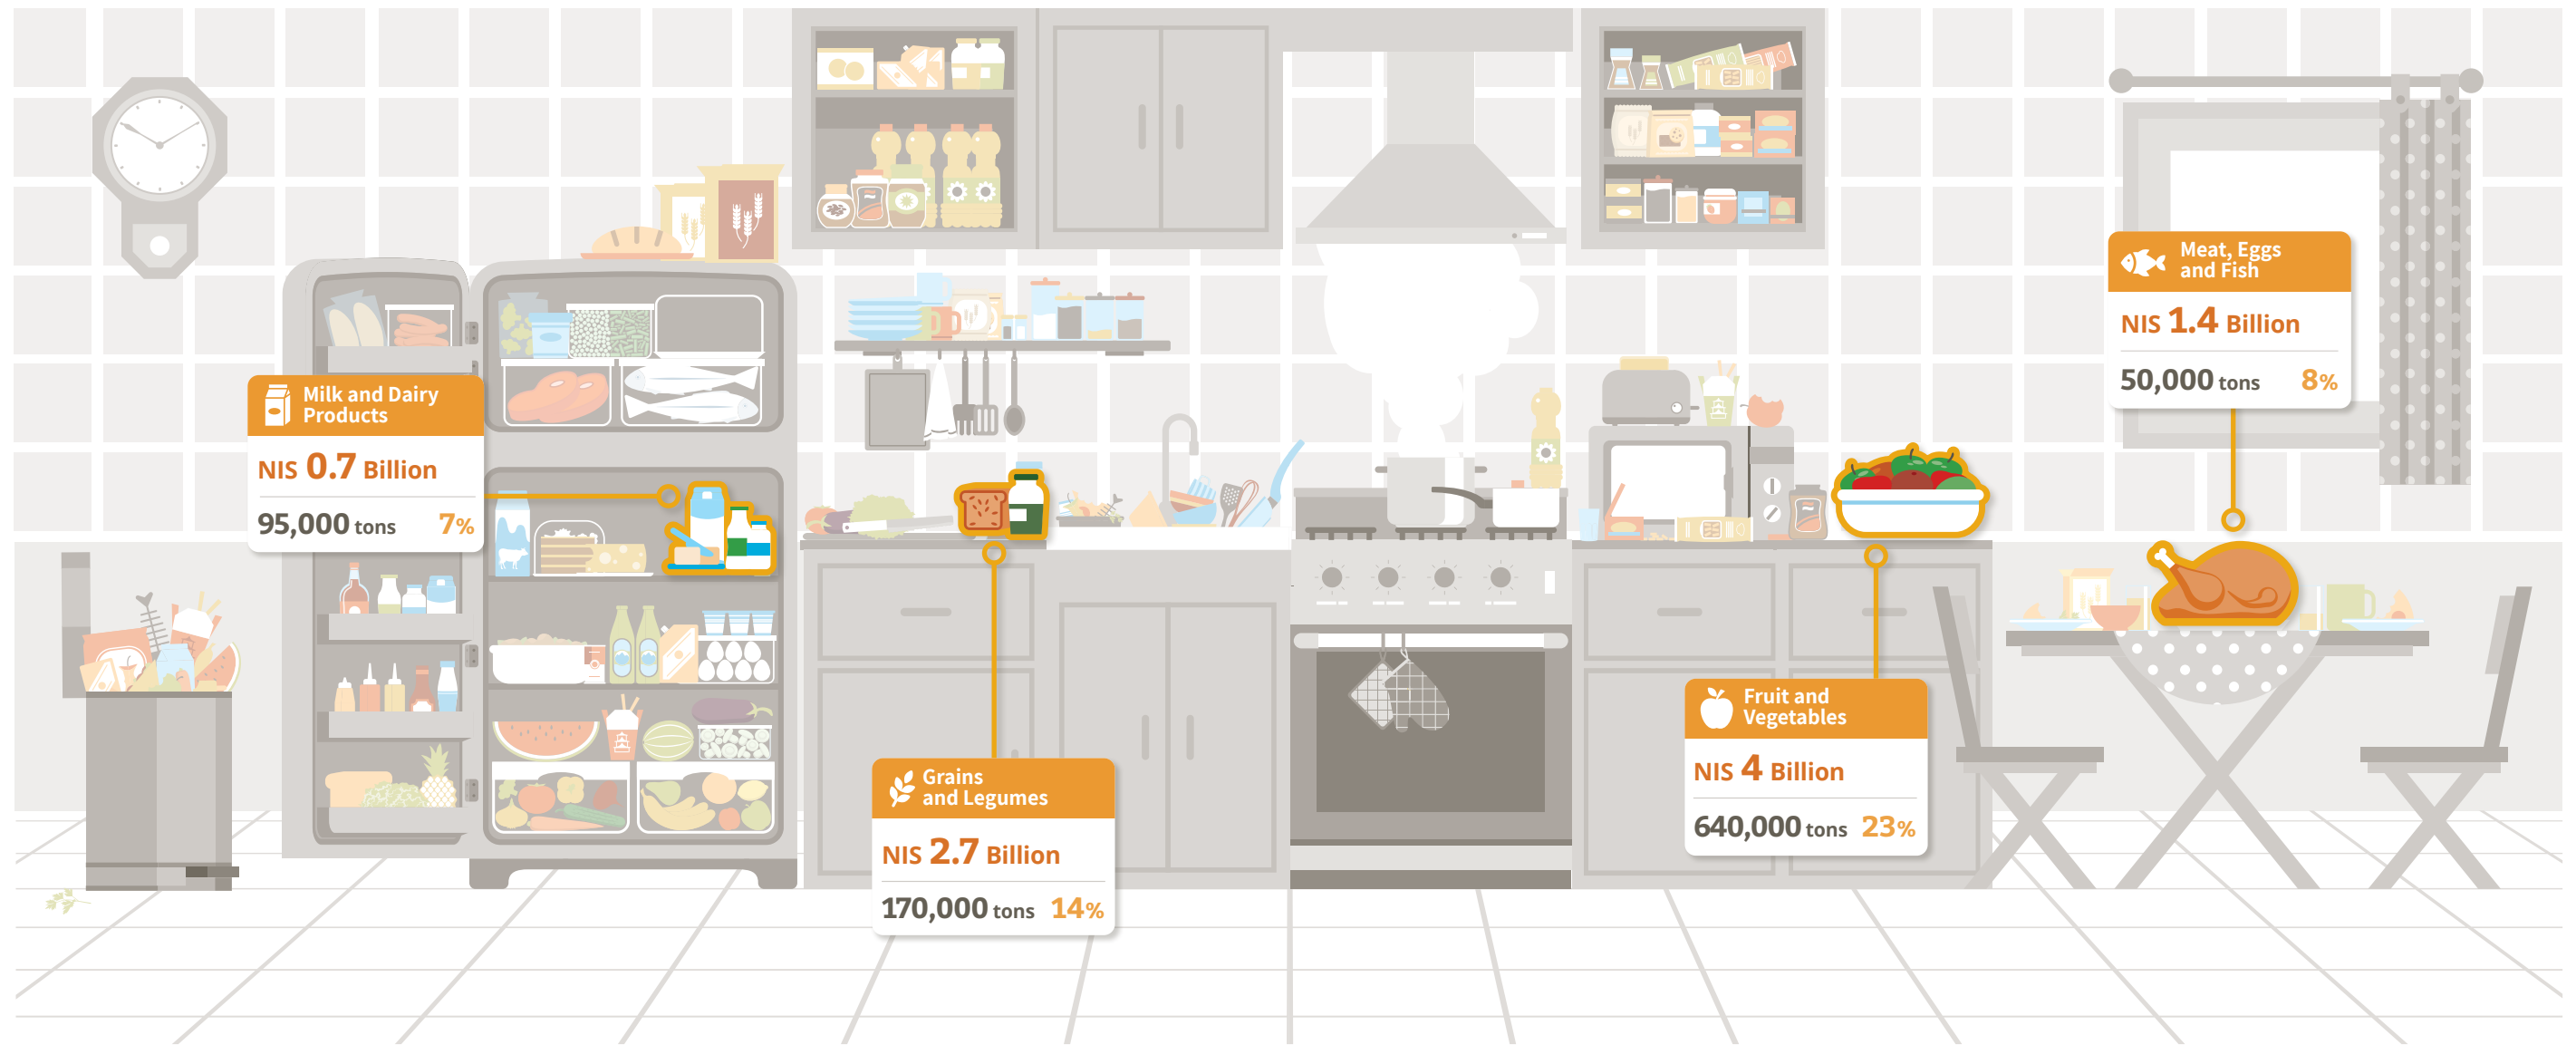 Milk and Dairy
Products
NIS 0.7 Billion
95,000 tons 7%
Grains
and Legumes
NIS 2.7 Billion
170,000 tons 14%
Fruit and
Vegetables
NIS 4 Billion
640,000 tons 23%
Meat, Eggs
and Fish
NIS 1.4 Billion
50,000 tons 8%